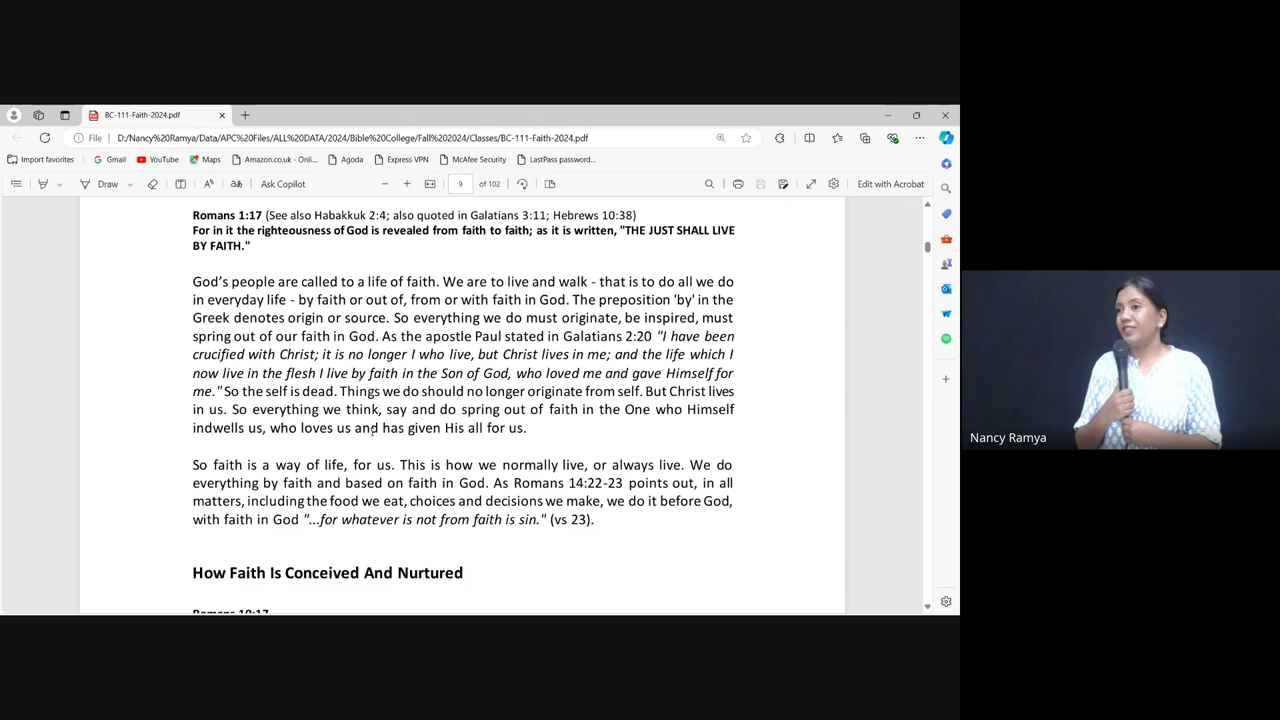 BC-111-Faith-2024.pdf
File
D:/Nancy%20Ramya/Data/APC%20Files/ALL%20DATA/2024/Bible%20College/Fall%202024/Classes/BC-111-Faith-2024.pdf
Import favorites
Gmail
YouTube
Maps
Amazon.co.uk - Onli...
Agoda
Express VPN
McAfee Security
LastPass password...
Draw
Ask Copilot
9 of 102
Edit with Acrobat
Romans 1:17 (See also Habakkuk 2:4; also quoted in Galatians 3:11; Hebrews 10:38)
For in it the righteousness of God is revealed from faith to faith; as it is written, "THE JUST SHALL LIVE
BY FAITH."
God's people are called to a life of faith. We are to live and walk - that is to do all we do
in everyday life - by faith or out of, from or with faith in God. The preposition 'by' in the
Greek denotes origin or source. So everything we do must originate, be inspired, must
spring out of our faith in God. As the apostle Paul stated in Galatians 2:20 "I have been
crucified with Christ; it is no longer I who live, but Christ lives in me; and the life which I
now live in the flesh I live by faith in the Son of God, who loved me and gave Himself for
me." So the self is dead. Things we do should no longer originate from self. But Christ lives
in us. So everything we think, say and do spring out of faith in the One who Himself
indwells us, who loves us and has given His all for us.
So faith is a way of life, for us. This is how we normally live, or always live. We do
everything by faith and based on faith in God. As Romans 14:22-23 points out, in all
matters, including the food we eat, choices and decisions we make, we do it before God,
with faith in God "...for whatever is not from faith is sin." (vs 23).
How Faith Is Conceived And Nurtured
Romans 10:17
Nancy Ramya